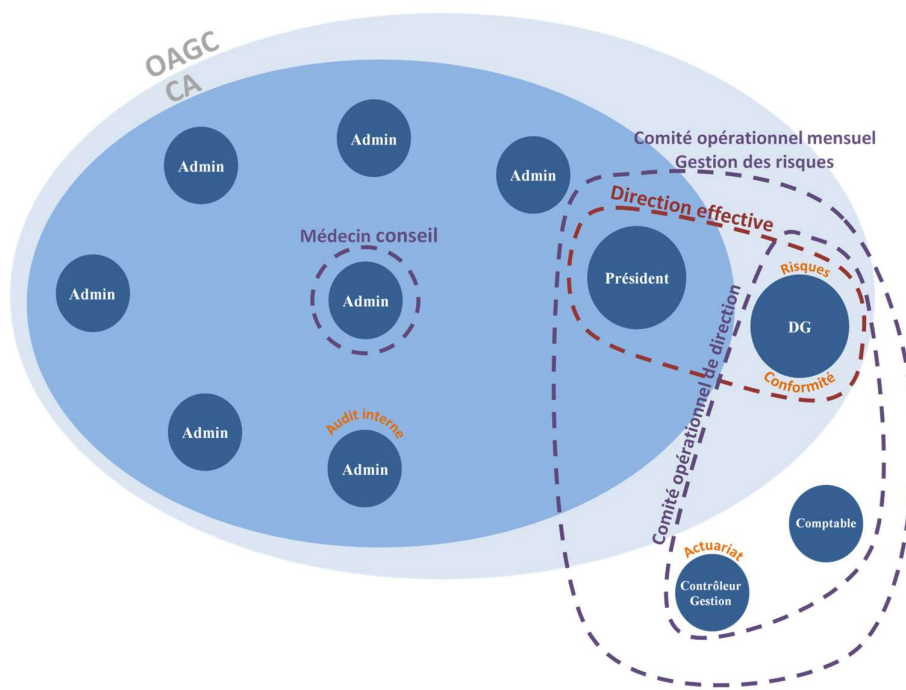 OAGC
CA
Admin
Admin
Admin
Comité opérationnel mensuel
Gestion des risques
Direction effective
Médecin conseil
Admin
Admin
Président
Risques
DG
Conformité
Comité opérationnel de direction
Admin
Audit interne
Admin
Comptable
Actuariat
Contrôleur
Gestion